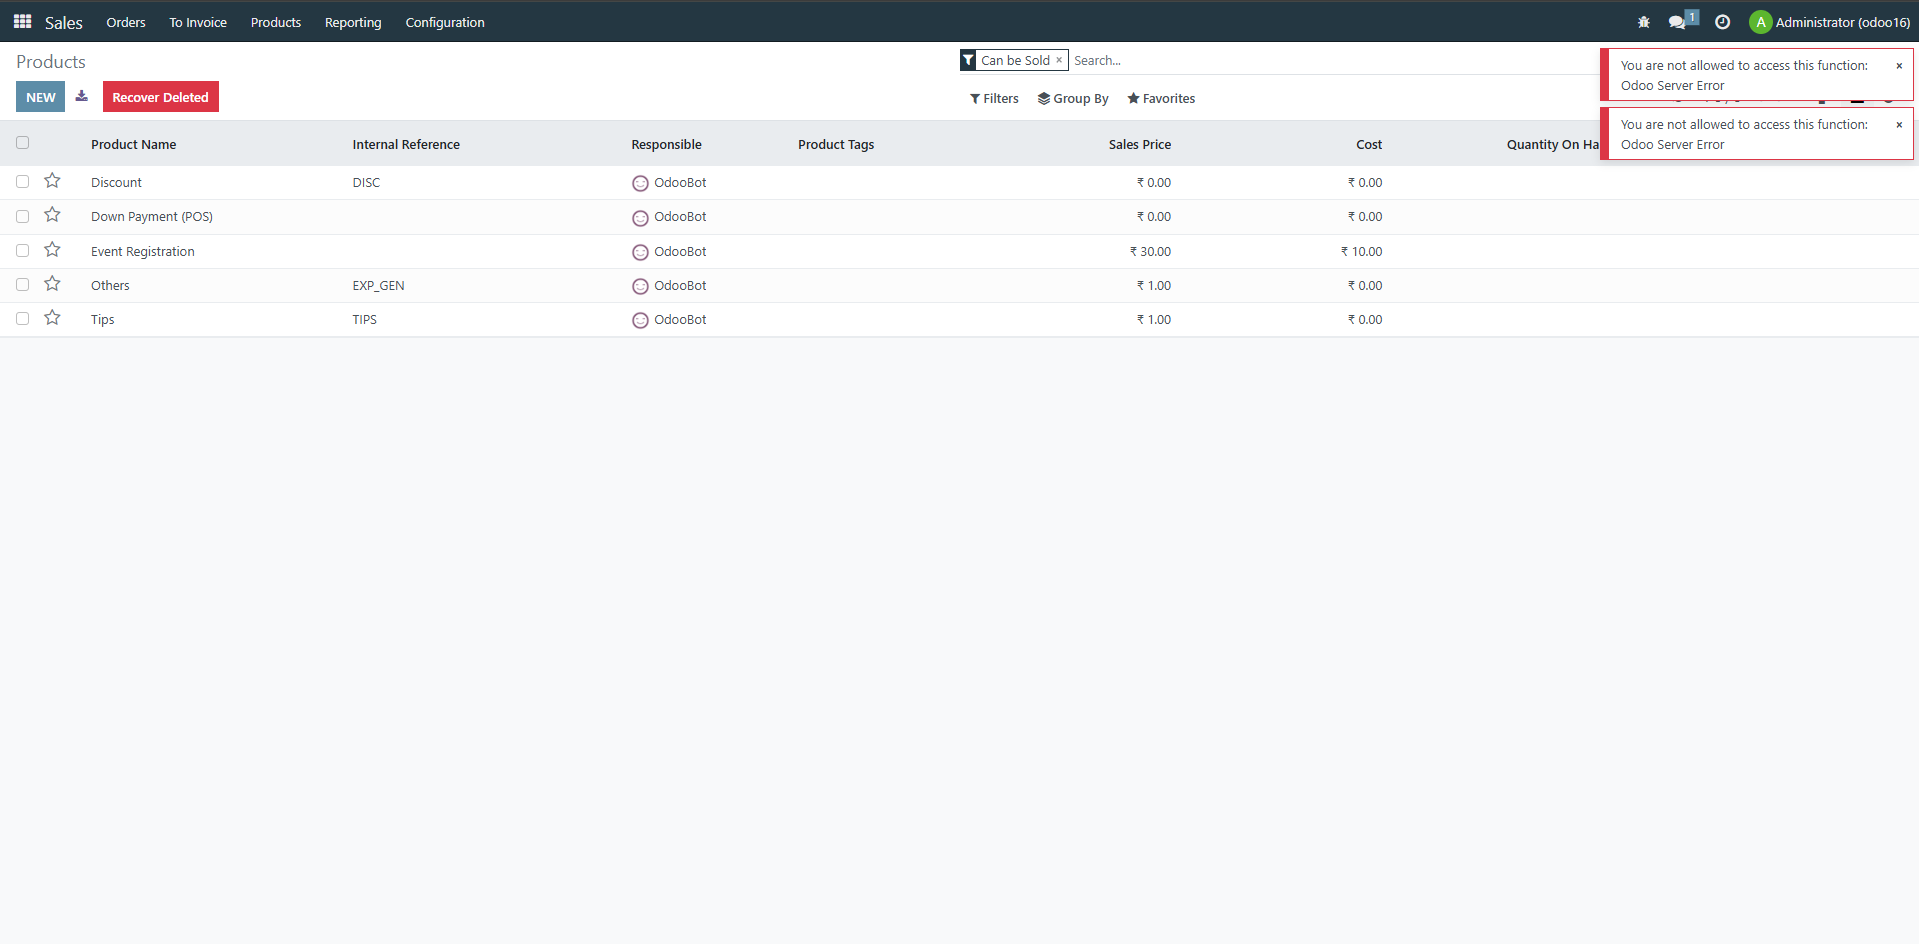 Sales Orders To Invoice Products Reporting Configuration 1 A Administrator (odoo16)
Products
Can be Sold × Search...
You are not allowed to access this function: ×
Odoo Server Error
NEW Recover Deleted
Filters Group By Favorites
You are not allowed to access this function: ×
Odoo Server Error
Product Name Internal Reference Responsible Product Tags Sales Price Cost Quantity On Ha
Discount DISC OdooBot ₹ 0.00 ₹ 0.00
Down Payment (POS) OdooBot ₹ 0.00 ₹ 0.00
Event Registration OdooBot ₹ 30.00 ₹ 10.00
Others EXP_GEN OdooBot ₹ 1.00 ₹ 0.00
Tips TIPS OdooBot ₹ 1.00 ₹ 0.00